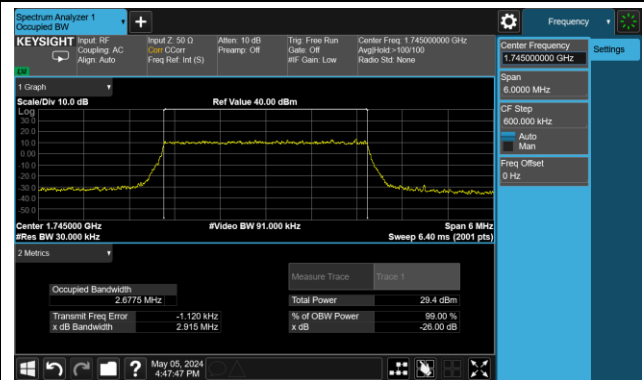 Spectrum Analyzer 1
Occupied BW
Frequency
KEYSIGHT
Input: RF
Coupling: AC
Align: Auto
Input Z: 50 Ω
Corr CCorr
Freq Ref: Int (S)
Atten: 10 dB
Preamp: Off
Trig: Free Run
Gate: Off
#IF Gain: Low
Center Freq: 1.745000000 GHz
Avg|Hold:>100/100
Radio Std: None
Center Frequency
1.745000000 GHz
Settings
Span
6.0000 MHz
CF Step
600.000 kHz
Auto
Man
Freq Offset
0 Hz
1 Graph
Scale/Div 10.0 dB
Ref Value 40.00 dBm
Log
30.0
20.0
10.0
0.00
-10.0
-20.0
-30.0
-40.0
-50.0
Center 1.745000 GHz
#Video BW 91.000 kHz
Span 6 MHz
#Res BW 30.000 kHz
Sweep 6.40 ms (2001 pts)
2 Metrics
Measure Trace
Trace 1
Occupied Bandwidth
2.6775 MHz
Total Power
29.4 dBm
Transmit Freq Error
-1.120 kHz
% of OBW Power
99.00 %
x dB Bandwidth
2.915 MHz
x dB
-26.00 dB
?
May 05, 2024
4:47:47 PM